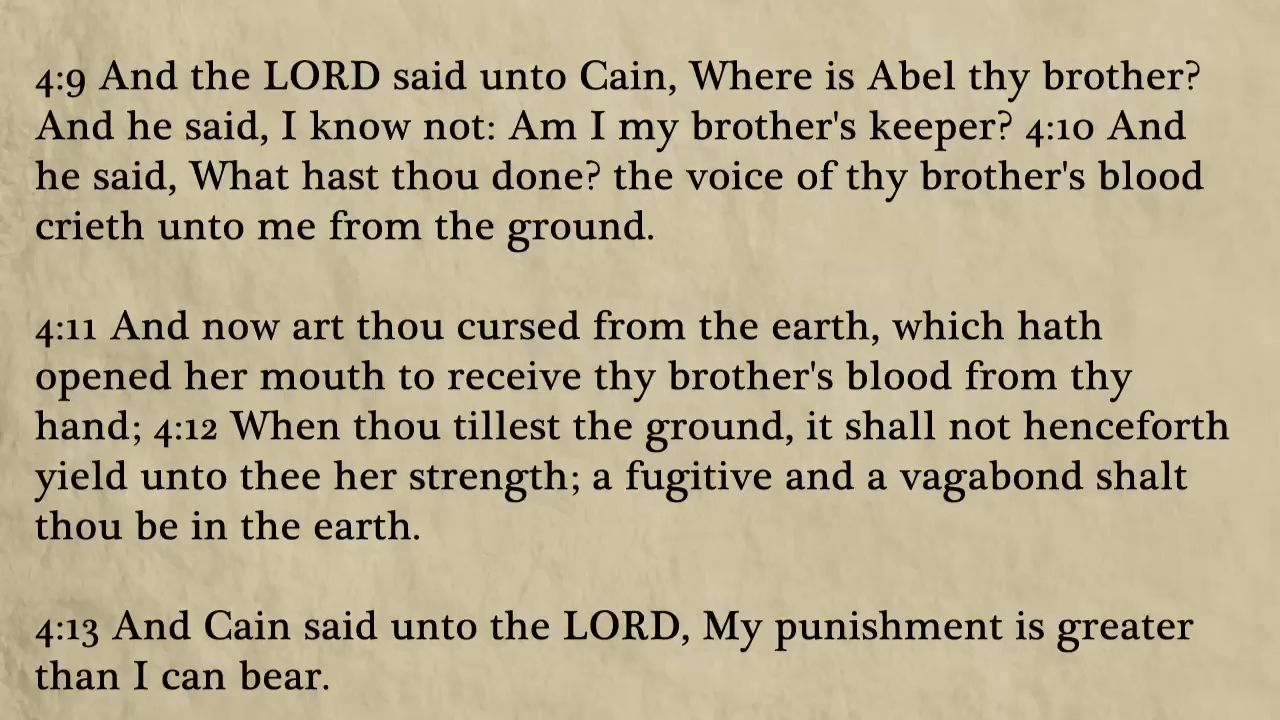 4:9 And the LORD said unto Cain, Where is Abel thy brother?
And he said, I know not: Am I my brother's keeper? 4:10 And
he said, What hast thou done? the voice of thy brother's blood
crieth unto me from the ground.
4:11 And now art thou cursed from the earth, which hath
opened her mouth to receive thy brother's blood from thy
hand; 4:12 When thou tillest the ground, it shall not henceforth
yield unto thee her strength; a fugitive and a vagabond shalt
thou be in the earth.
4:13 And Cain said unto the LORD, My punishment is greater
than I can bear.